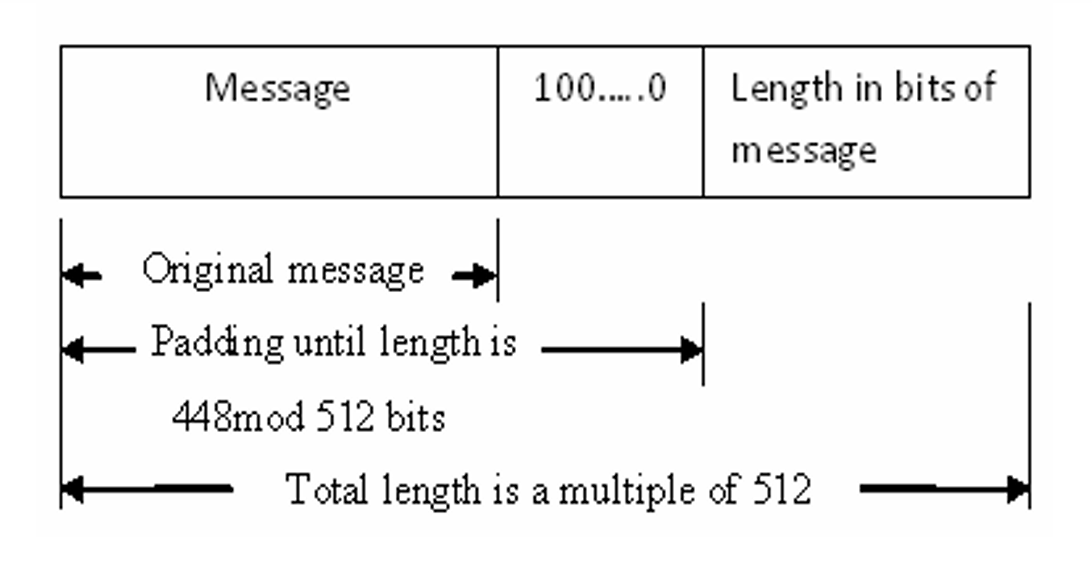 Message
100.....0
Length in bits of
message
Original message
Padding until length is
448mod 512 bits
Total length is a multiple of 512